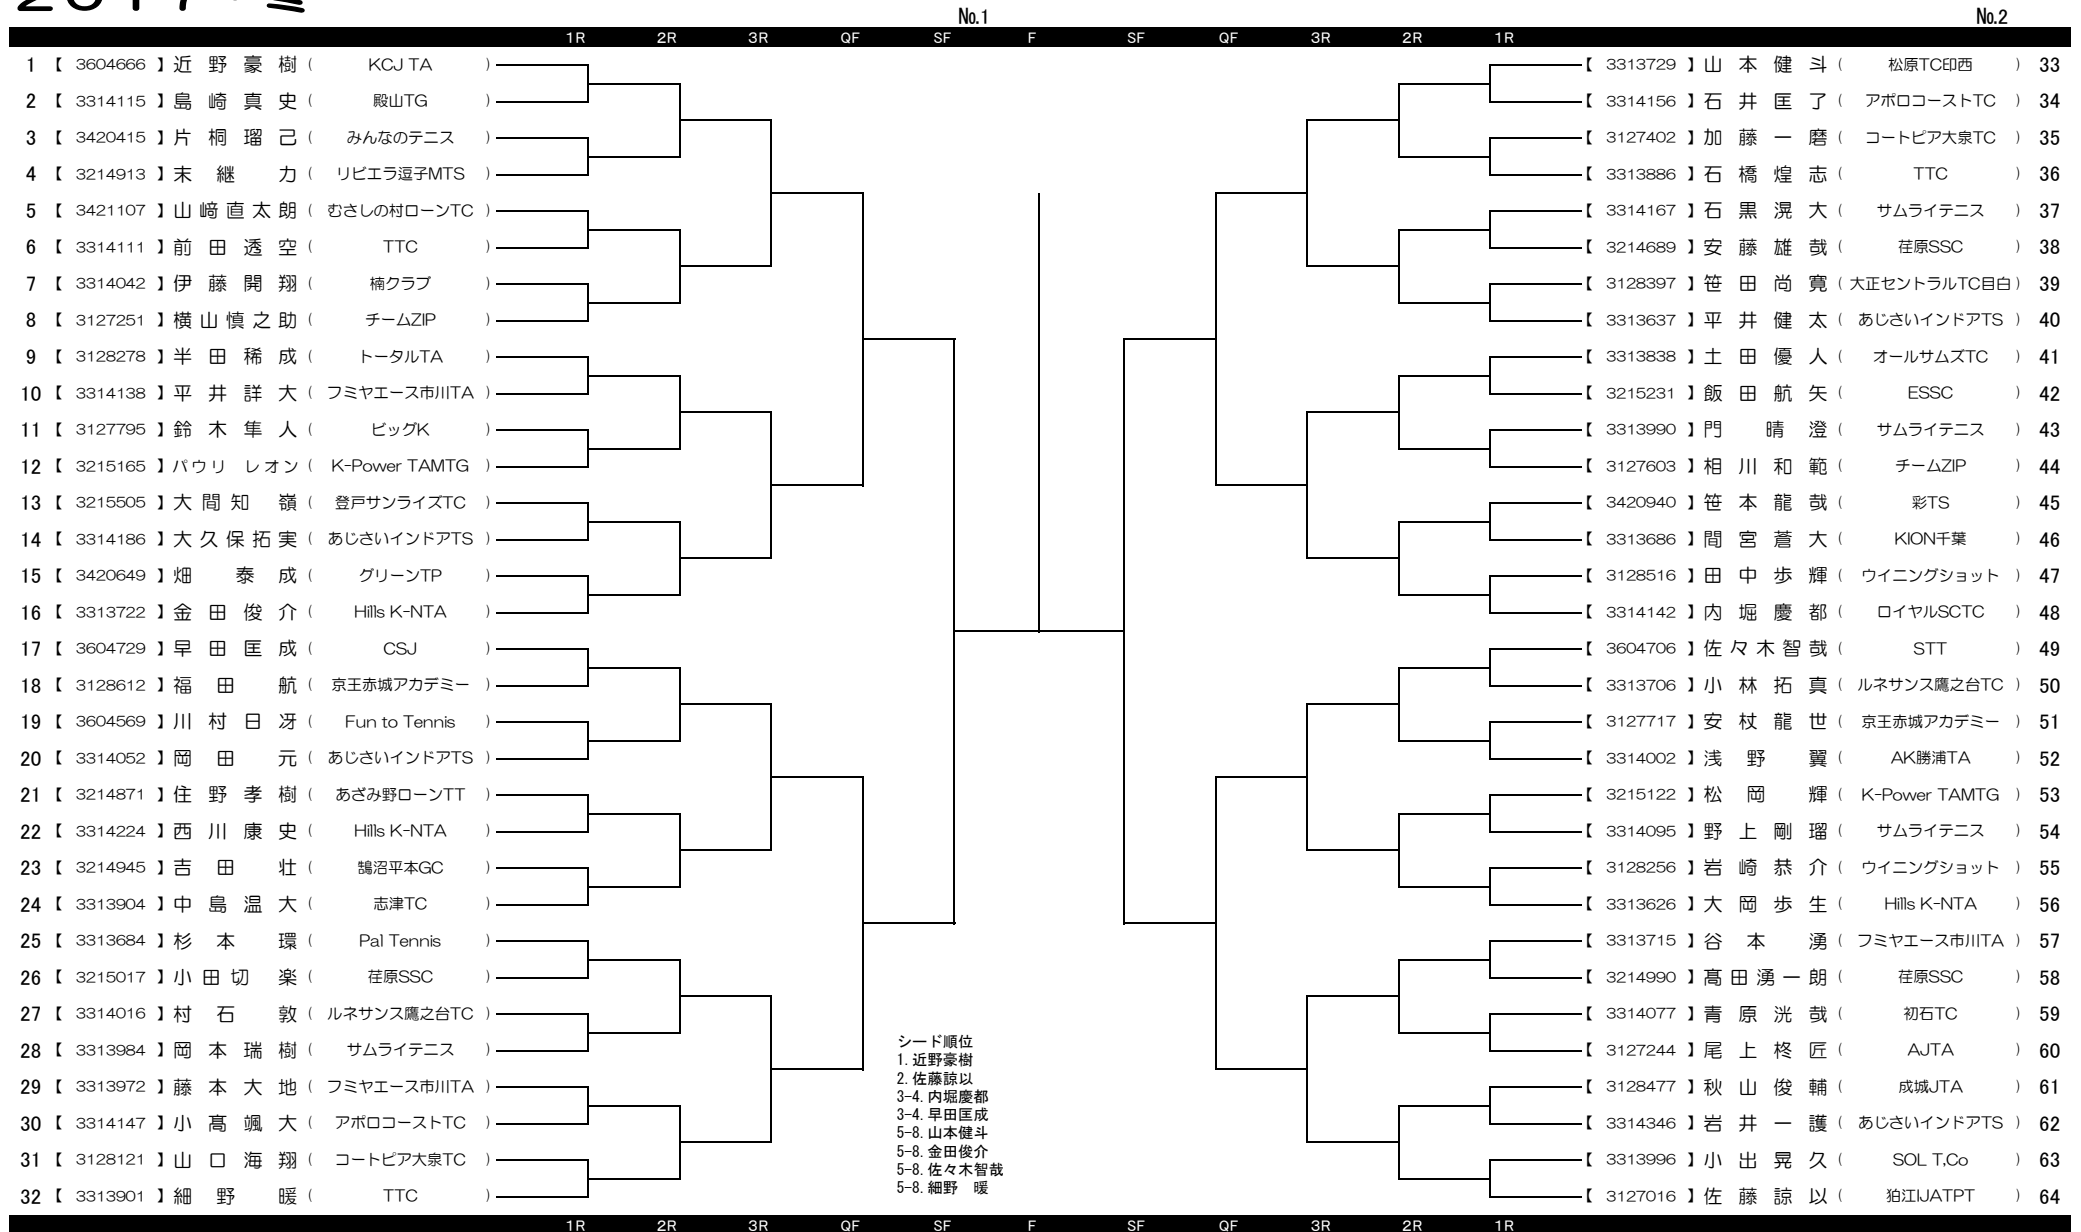 2017・冬
No.1
No.2
1R 2R 3R QF SF F SF QF 3R 2R 1R
1 【 3604666 】 近野豪樹 ( KCJ TA )
2 【 3314115 】 島崎真史 ( 殿山TG )
3 【 3420415 】 片桐瑠己 ( みんなのテニス )
4 【 3214913 】 末継 力 ( リビエラ逗子MTS )
5 【 3421107 】 山﨑直太朗 ( むさしの村ローンTC )
6 【 3314111 】 前田透空 ( TTC )
7 【 3314042 】 伊藤開翔 ( 楠クラブ )
8 【 3127251 】 横山慎之助 ( チームZIP )
9 【 3128278 】 半田稀成 ( トータルTA )
10 【 3314138 】 平井詳大 ( フミヤエース市川TA )
11 【 3127795 】 鈴木隼人 ( ビッグK )
12 【 3215165 】 パウリ レオン ( K-Power TAMTG )
13 【 3215505 】 大間知 嶺 ( 登戸サンライズTC )
14 【 3314186 】 大久保拓実 ( あじさいインドアTS )
15 【 3420649 】 畑 泰成 ( グリーンTP )
16 【 3313722 】 金田俊介 ( Hills K-NTA )
17 【 3604729 】 早田匡成 ( CSJ )
18 【 3128612 】 福田 航 ( 京王赤城アカデミー )
19 【 3604569 】 川村日冴 ( Fun to Tennis )
20 【 3314052 】 岡田 元 ( あじさいインドアTS )
21 【 3214871 】 住野孝樹 ( あざみ野ローンTT )
22 【 3314224 】 西川康史 ( Hills K-NTA )
23 【 3214945 】 吉田 壮 ( 鵠沼平本GC )
24 【 3313904 】 中島温大 ( 志津TC )
25 【 3313684 】 杉本 環 ( Pal Tennis )
26 【 3215017 】 小田切 楽 ( 荏原SSC )
27 【 3314016 】 村石 敦 ( ルネサンス鷹之台TC )
28 【 3313984 】 岡本瑞樹 ( サムライテニス )
29 【 3313972 】 藤本大地 ( フミヤエース市川TA )
30 【 3314147 】 小髙颯大 ( アポロコーストTC )
31 【 3128121 】 山口海翔 ( コートピア大泉TC )
32 【 3313901 】 細野 暖 ( TTC )
シード順位
1. 近野豪樹
2. 佐藤諒以
3-4. 内堀慶都
3-4. 早田匡成
5-8. 山本健斗
5-8. 金田俊介
5-8. 佐々木智哉
5-8. 細野 暖
【 3313729 】 山本健斗 ( 松原TC印西 ) 33
【 3314156 】 石井匡了 ( アポロコーストTC ) 34
【 3127402 】 加藤一磨 ( コートピア大泉TC ) 35
【 3313886 】 石橋煌志 ( TTC ) 36
【 3314167 】 石黒滉大 ( サムライテニス ) 37
【 3214689 】 安藤雄哉 ( 荏原SSC ) 38
【 3128397 】 笹田尚寛 ( 大正セントラルTC目白 ) 39
【 3313637 】 平井健太 ( あじさいインドアTS ) 40
【 3313838 】 土田優人 ( オールサムズTC ) 41
【 3215231 】 飯田航矢 ( ESSC ) 42
【 3313990 】 門 晴澄 ( サムライテニス ) 43
【 3127603 】 相川和範 ( チームZIP ) 44
【 3420940 】 笹本龍哉 ( 彩TS ) 45
【 3313686 】 間宮蒼大 ( KION千葉 ) 46
【 3128516 】 田中歩輝 ( ウイニングショット ) 47
【 3314142 】 内堀慶都 ( ロイヤルSCTC ) 48
【 3604706 】 佐々木智哉 ( STT ) 49
【 3313706 】 小林拓真 ( ルネサンス鷹之台TC ) 50
【 3127717 】 安杖龍世 ( 京王赤城アカデミー ) 51
【 3314002 】 浅野 翼 ( AK勝浦TA ) 52
【 3215122 】 松岡 輝 ( K-Power TAMTG ) 53
【 3314095 】 野上剛瑠 ( サムライテニス ) 54
【 3128256 】 岩崎恭介 ( ウイニングショット ) 55
【 3313626 】 大岡歩生 ( Hills K-NTA ) 56
【 3313715 】 谷本 湧 ( フミヤエース市川TA ) 57
【 3214990 】 髙田湧一朗 ( 荏原SSC ) 58
【 3314077 】 青原洸哉 ( 初石TC ) 59
【 3127244 】 尾上柊匠 ( AJTA ) 60
【 3128477 】 秋山俊輔 ( 成城JTA ) 61
【 3314346 】 岩井一護 ( あじさいインドアTS ) 62
【 3313996 】 小出晃久 ( SOL T,Co ) 63
【 3127016 】 佐藤諒以 ( 狛江IJATPT ) 64
1R 2R 3R QF SF F SF QF 3R 2R 1R